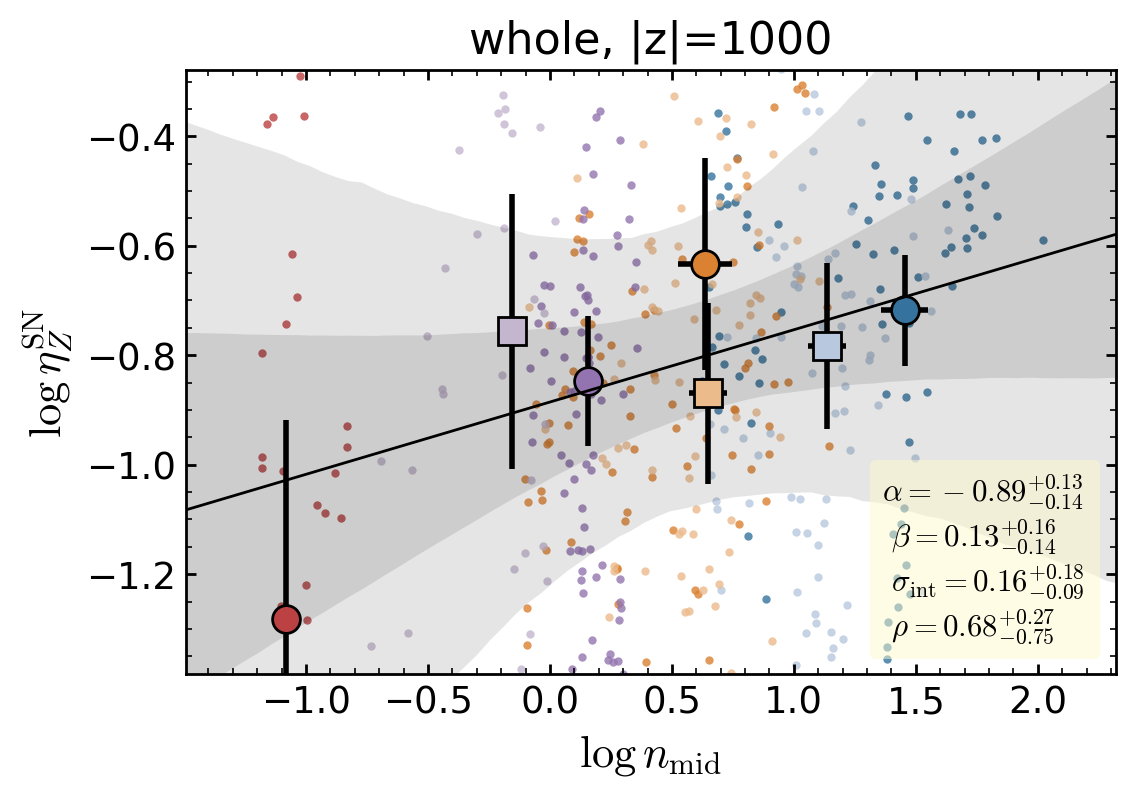 whole, |z|=1000
log η_Z^SN
−0.4
−0.6
−0.8
−1.0
−1.2
α = − 0.89 +0.13 −0.14
β = 0.13 +0.16 −0.14
σint = 0.16 +0.18 −0.09
ρ = 0.68 +0.27 −0.75
−1.0 −0.5 0.0 0.5 1.0 1.5 2.0
log n_mid